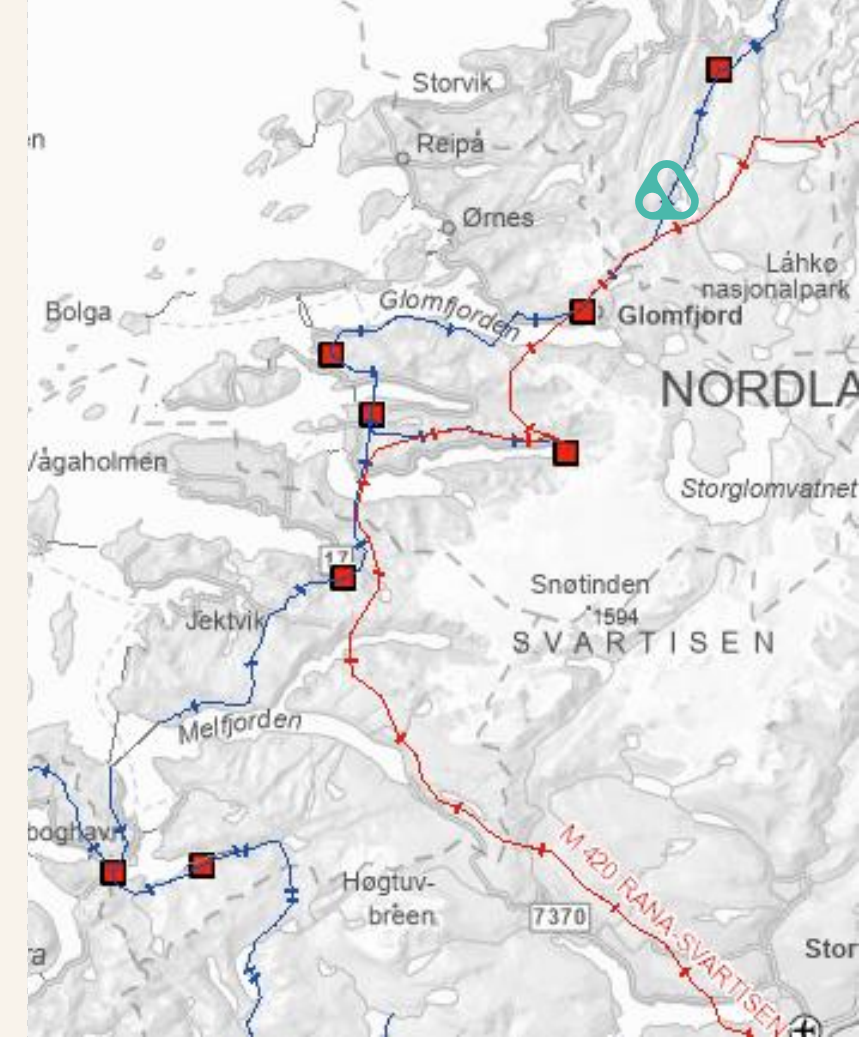 Storvik
Reipå
Ørnes
Låhko
nasjonalpark
Bolga
Glomfjorden
Glomfjord
NORDLA
Vågaholmen
Storglomvatnet
17
Snøtinden
1594
SVARTISEN
Jektvik
Melfjorden
boghavn
M 420 RANA-SVARTISEN
Høgtuv-
breen
7370
Stor